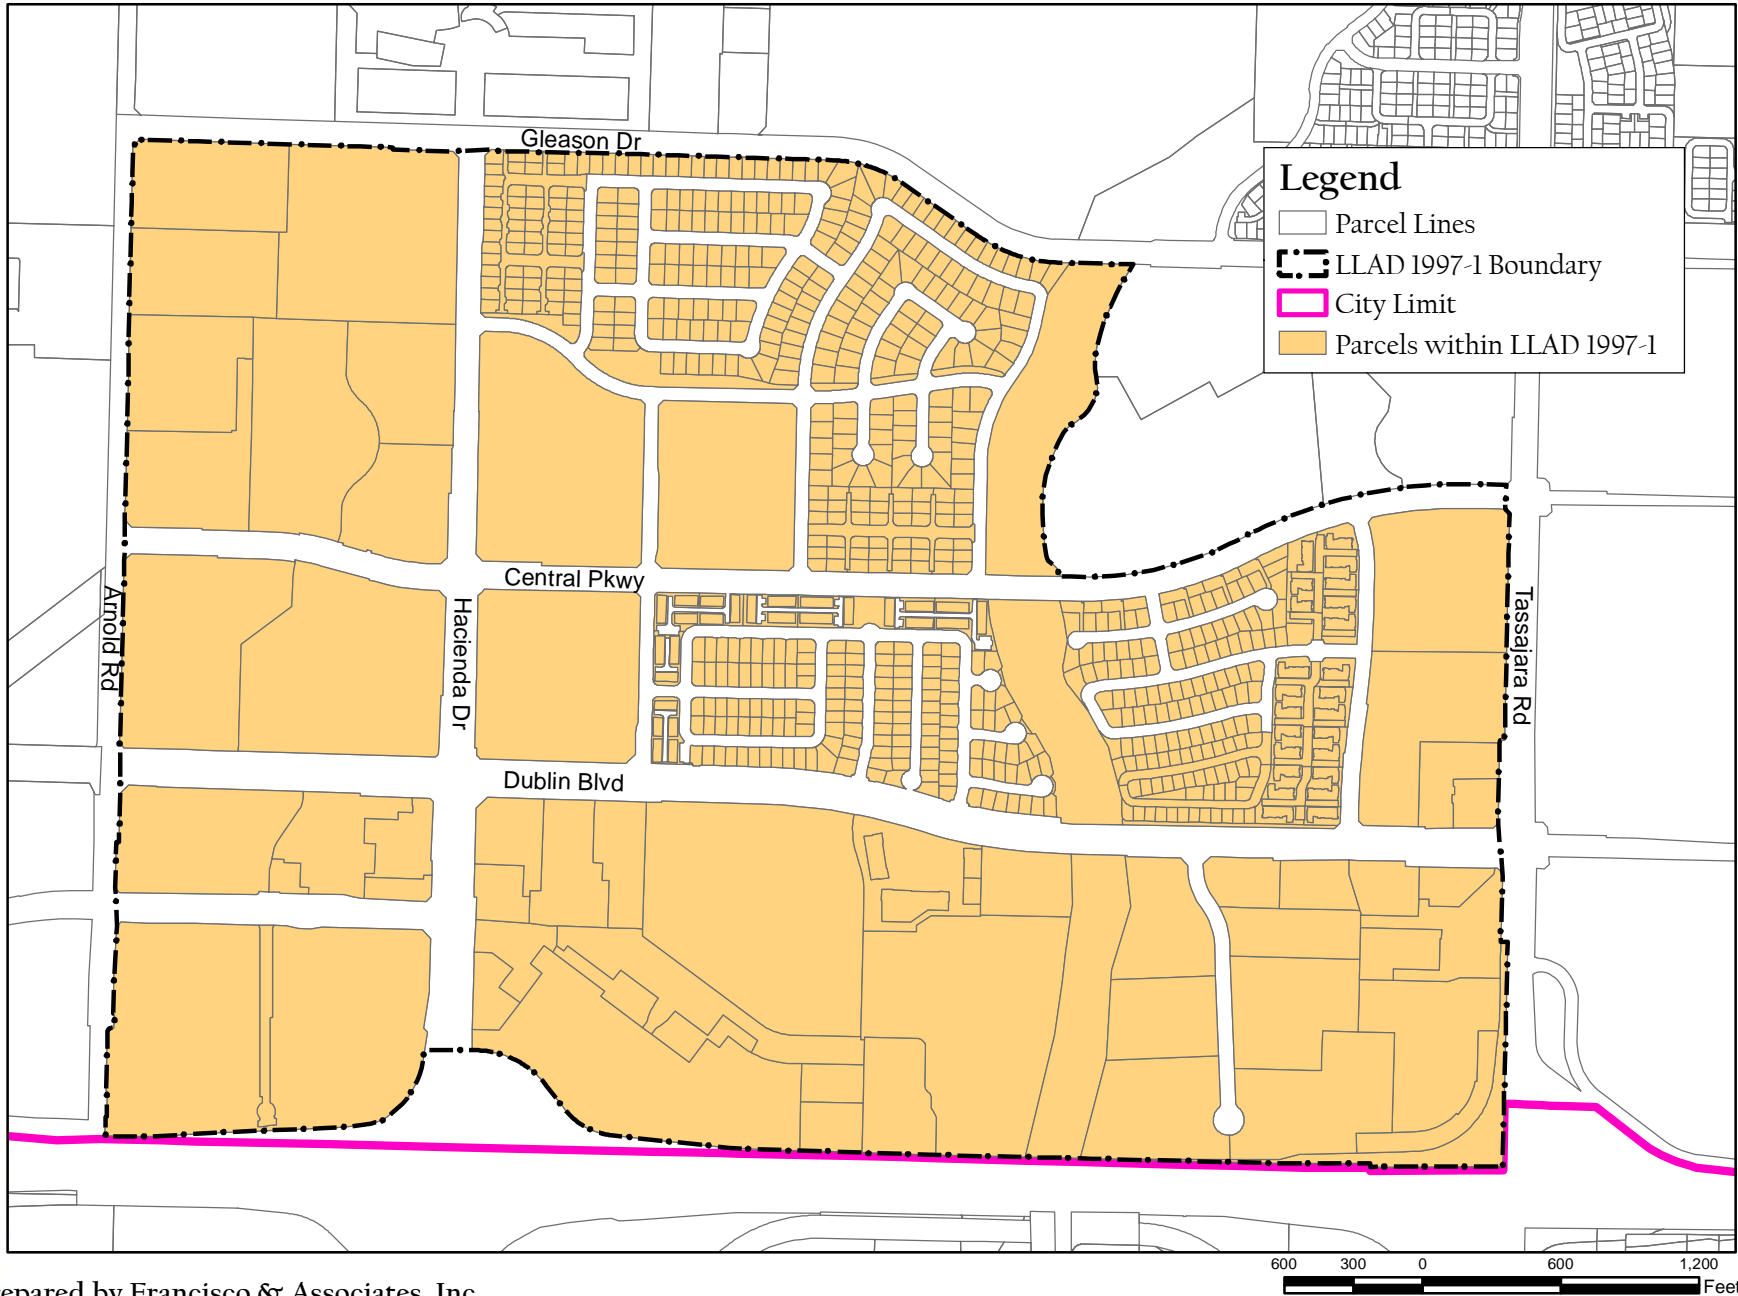 Gleason Dr
Legend
Parcel Lines
LLAD 1997-1 Boundary
City Limit
Parcels within LLAD 1997-1
Central Pkwy
Arnold Rd
Hacienda Dr
Tassajara Rd
Dublin Blvd
600 300 0 600 1,200
Feet
repared by Francisco & Associates, Inc.